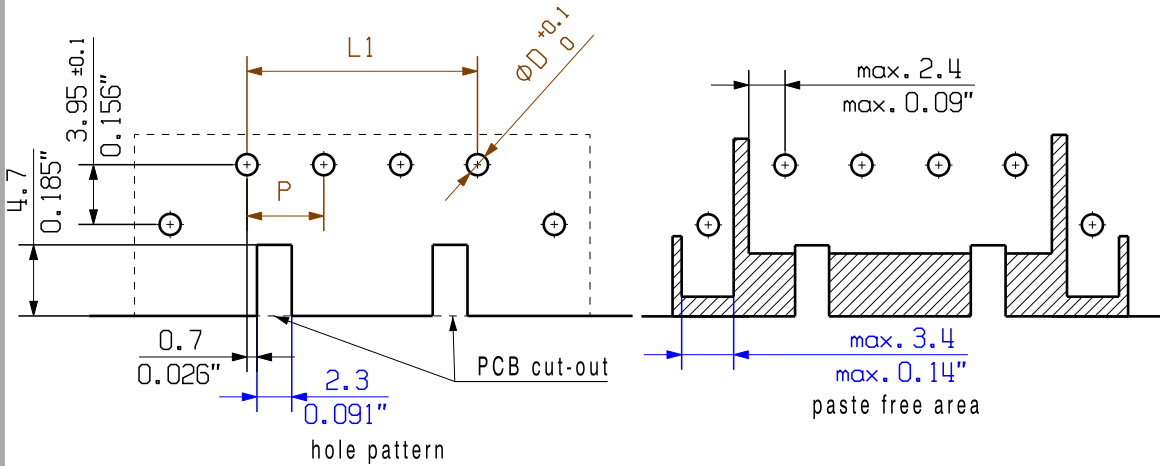 L1
ΦD +0.1 0
3.95 ±0.1
0.156"
4.7
0.185"
P
0.7
0.026"
2.3
0.091"
PCB cut-out
hole pattern
max. 2.4
max. 0.09"
max. 3.4
max. 0.14"
paste free area